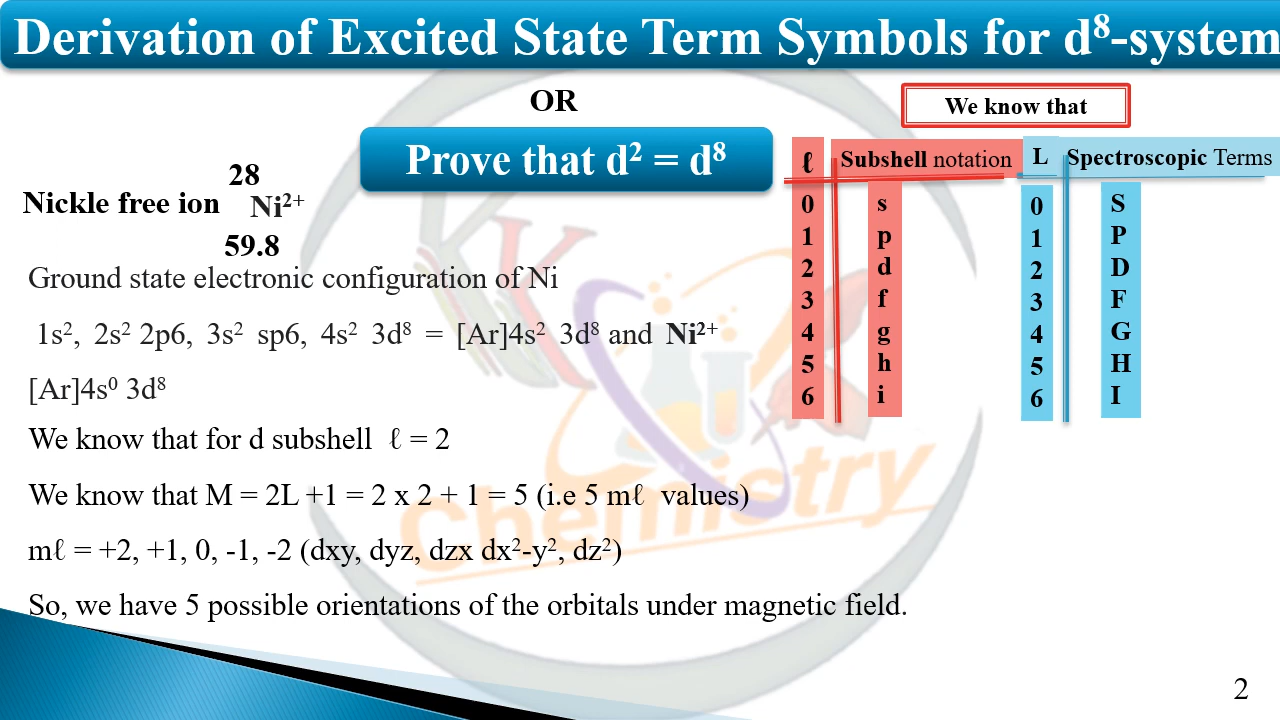 Derivation of Excited State Term Symbols for d⁸-system
OR
We know that
Prove that d² = d⁸
28
Nickle free ion Ni²⁺
59.8
Ground state electronic configuration of Ni
1s², 2s² 2p6, 3s² sp6, 4s² 3d⁸ = [Ar]4s² 3d⁸ and Ni²⁺
[Ar]4s⁰ 3d⁸
We know that for d subshell ℓ = 2
We know that M = 2L +1 = 2 x 2 + 1 = 5 (i.e 5 mℓ values)
mℓ = +2, +1, 0, -1, -2 (dxy, dyz, dzx dx²-y², dz²)
So, we have 5 possible orientations of the orbitals under magnetic field.
ℓ Subshell notation L Spectroscopic Terms
0 s 0 S
1 p 1 P
2 d 2 D
3 f 3 F
4 g 4 G
5 h 5 H
6 i 6 I
KK
Chemistry
2